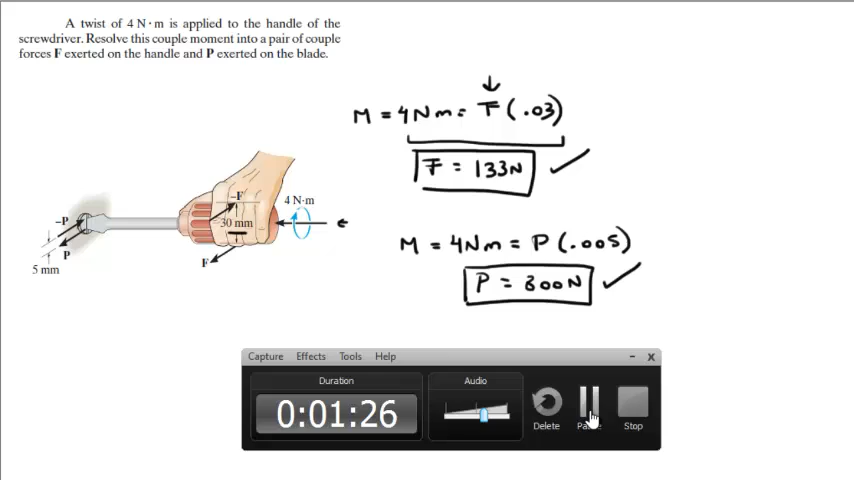 A twist of 4 N·m is applied to the handle of the
screwdriver. Resolve this couple moment into a pair of couple
forces F exerted on the handle and P exerted on the blade.
M = 4Nm = F (.03)
F = 133N
–F
4 N·m
30 mm
–P
P
F
5 mm
M = 4Nm = P (.005)
P = 800N
Capture Effects Tools Help
– x
Duration
Audio
0:01:26
Delete
Stop